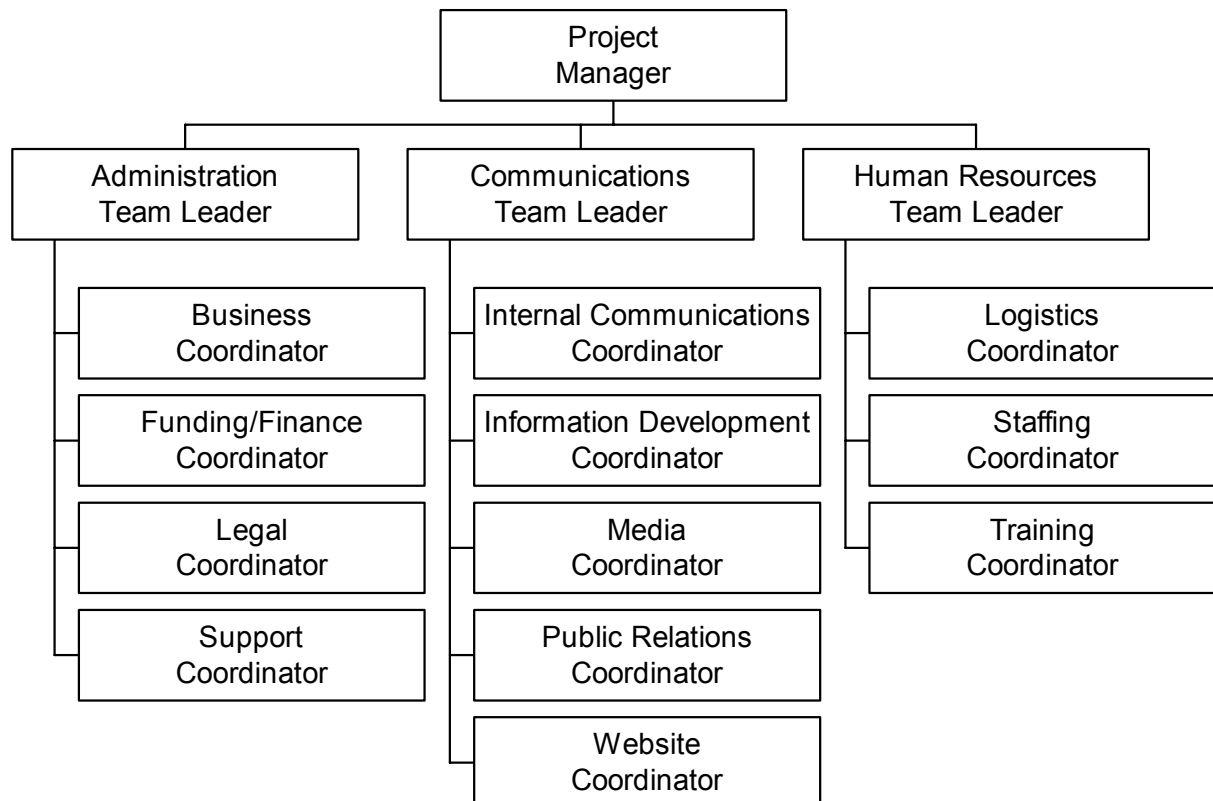 Project
Manager
Administration
Team Leader
Communications
Team Leader
Human Resources
Team Leader
Business
Coordinator
Funding/Finance
Coordinator
Legal
Coordinator
Support
Coordinator
Internal Communications
Coordinator
Information Development
Coordinator
Media
Coordinator
Public Relations
Coordinator
Website
Coordinator
Logistics
Coordinator
Staffing
Coordinator
Training
Coordinator